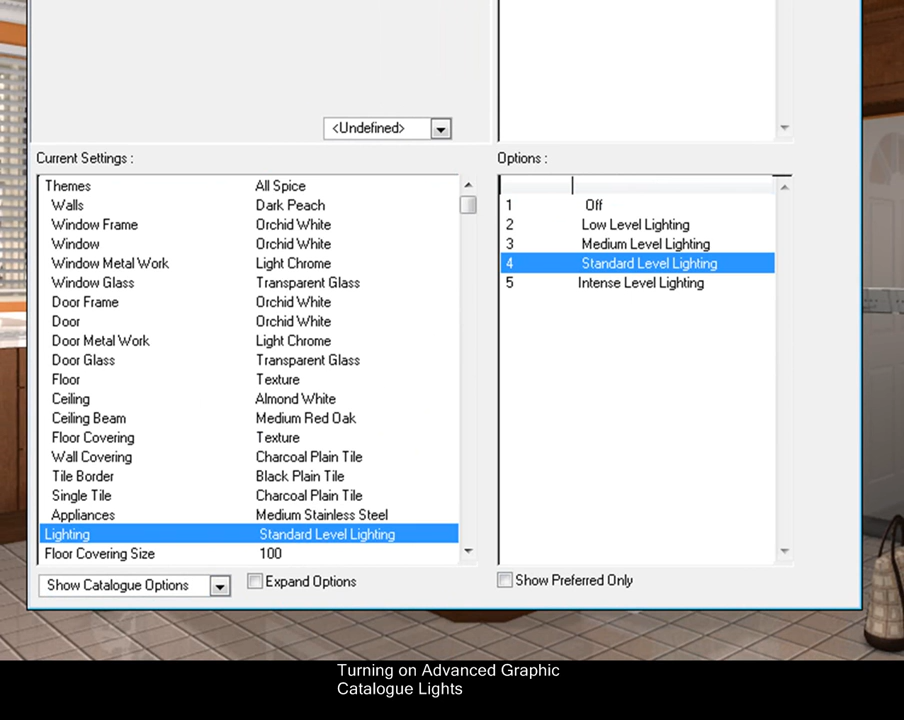 <Undefined>
Current Settings :
Options :
Themes All Spice
Walls Dark Peach
Window Frame Orchid White
Window Orchid White
Window Metal Work Light Chrome
Window Glass Transparent Glass
Door Frame Orchid White
Door Orchid White
Door Metal Work Light Chrome
Door Glass Transparent Glass
Floor Texture
Ceiling Almond White
Ceiling Beam Medium Red Oak
Floor Covering Texture
Wall Covering Charcoal Plain Tile
Tile Border Black Plain Tile
Single Tile Charcoal Plain Tile
Appliances Medium Stainless Steel
Lighting Standard Level Lighting
Floor Covering Size 100
1 Off
2 Low Level Lighting
3 Medium Level Lighting
4 Standard Level Lighting
5 Intense Level Lighting
Show Catalogue Options
Expand Options
Show Preferred Only
Turning on Advanced Graphic
Catalogue Lights